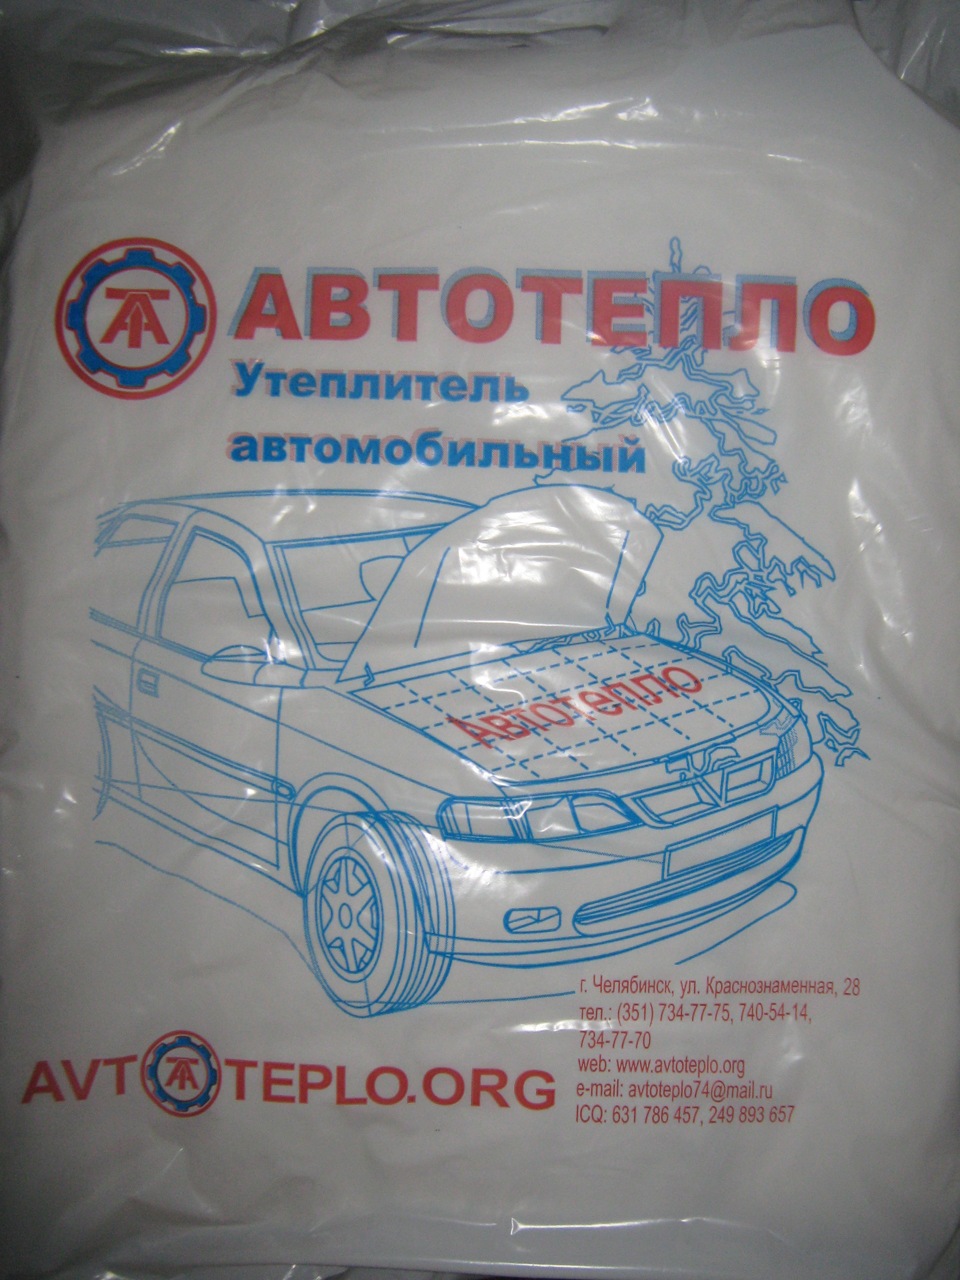 АВТОТЕПЛО
Утеплитель
автомобильный
Автотепло
г. Челябинск, ул. Краснознаменная, 28
тел.: (351) 734-77-75, 740-54-14,
734-77-70
web: www.avtoteplo.org
e-mail: avtoteplo74@mail.ru
ICQ: 631 786 457, 249 893 657
AVTOTEPLO.ORG